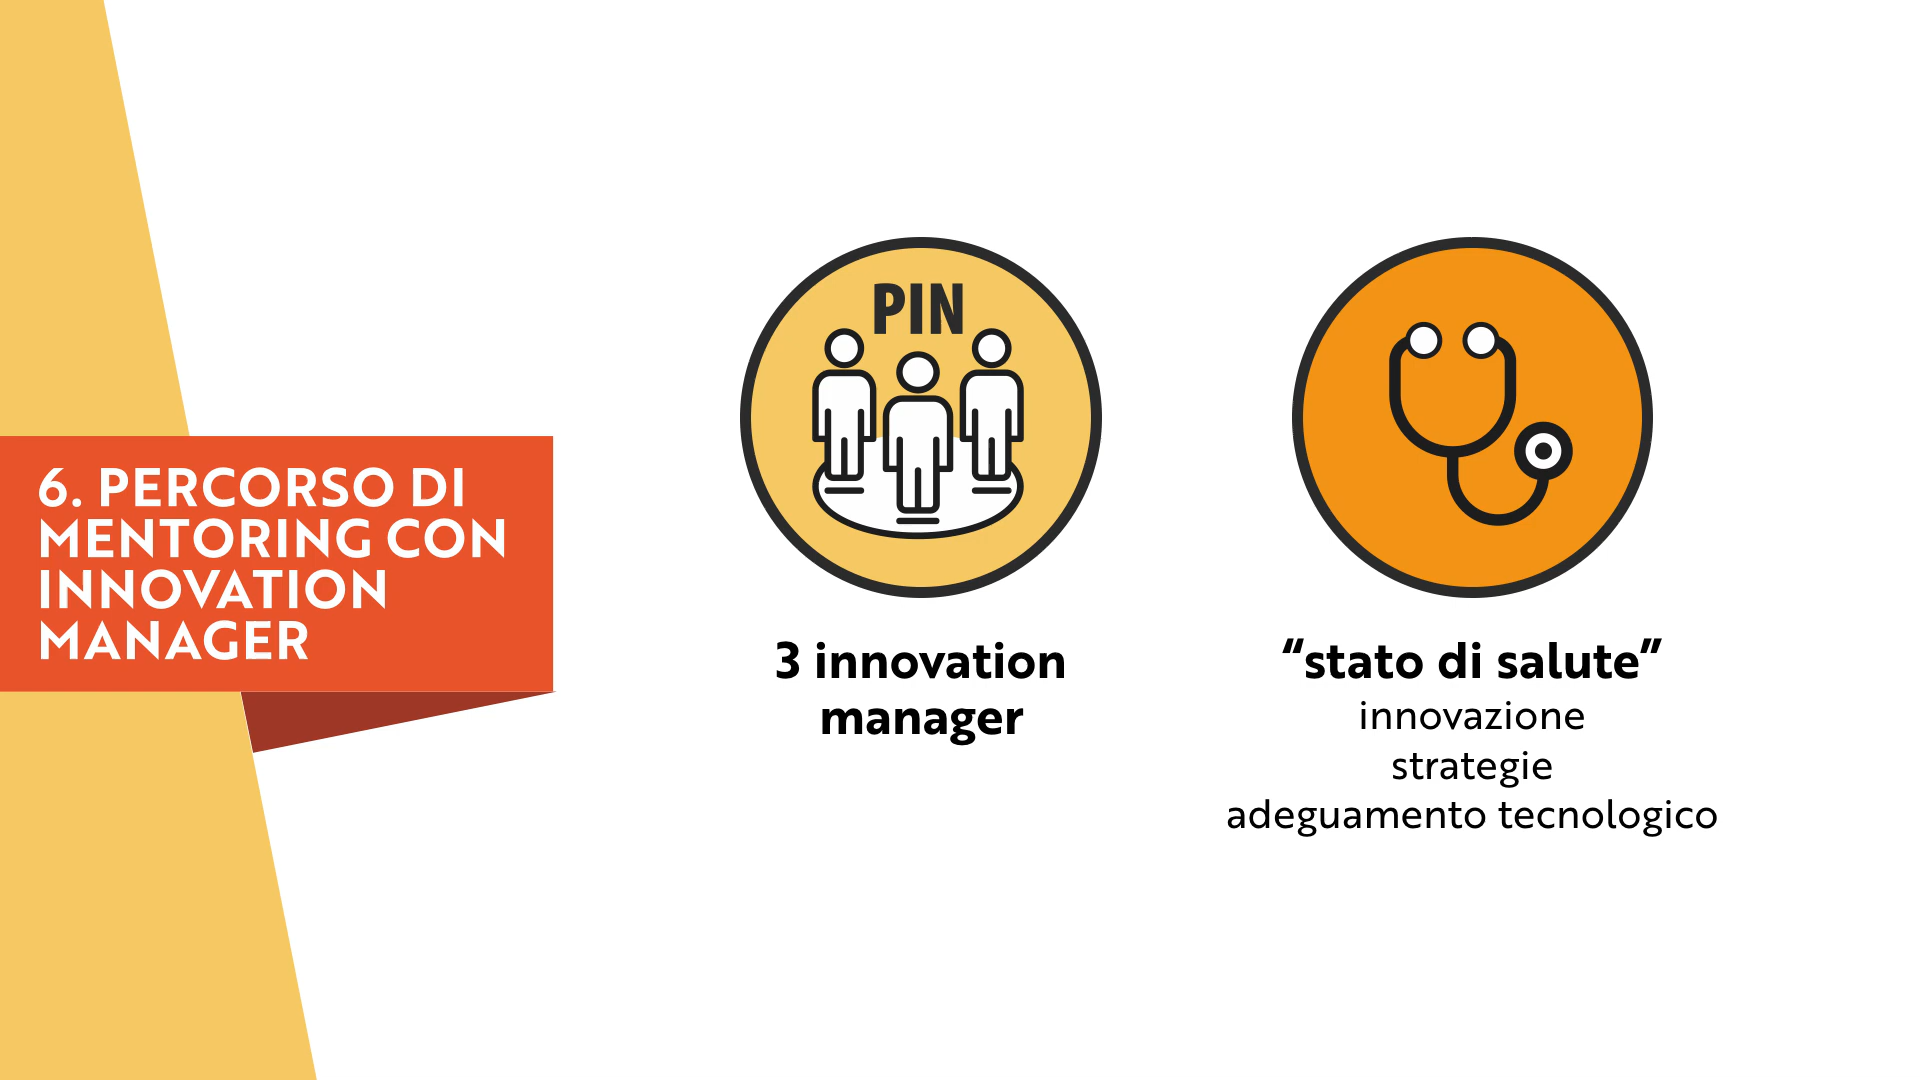 6. PERCORSO DI
MENTORING CON
INNOVATION
MANAGER
PIN
3 innovation
manager
“stato di salute”
innovazione
strategie
adeguamento tecnologico